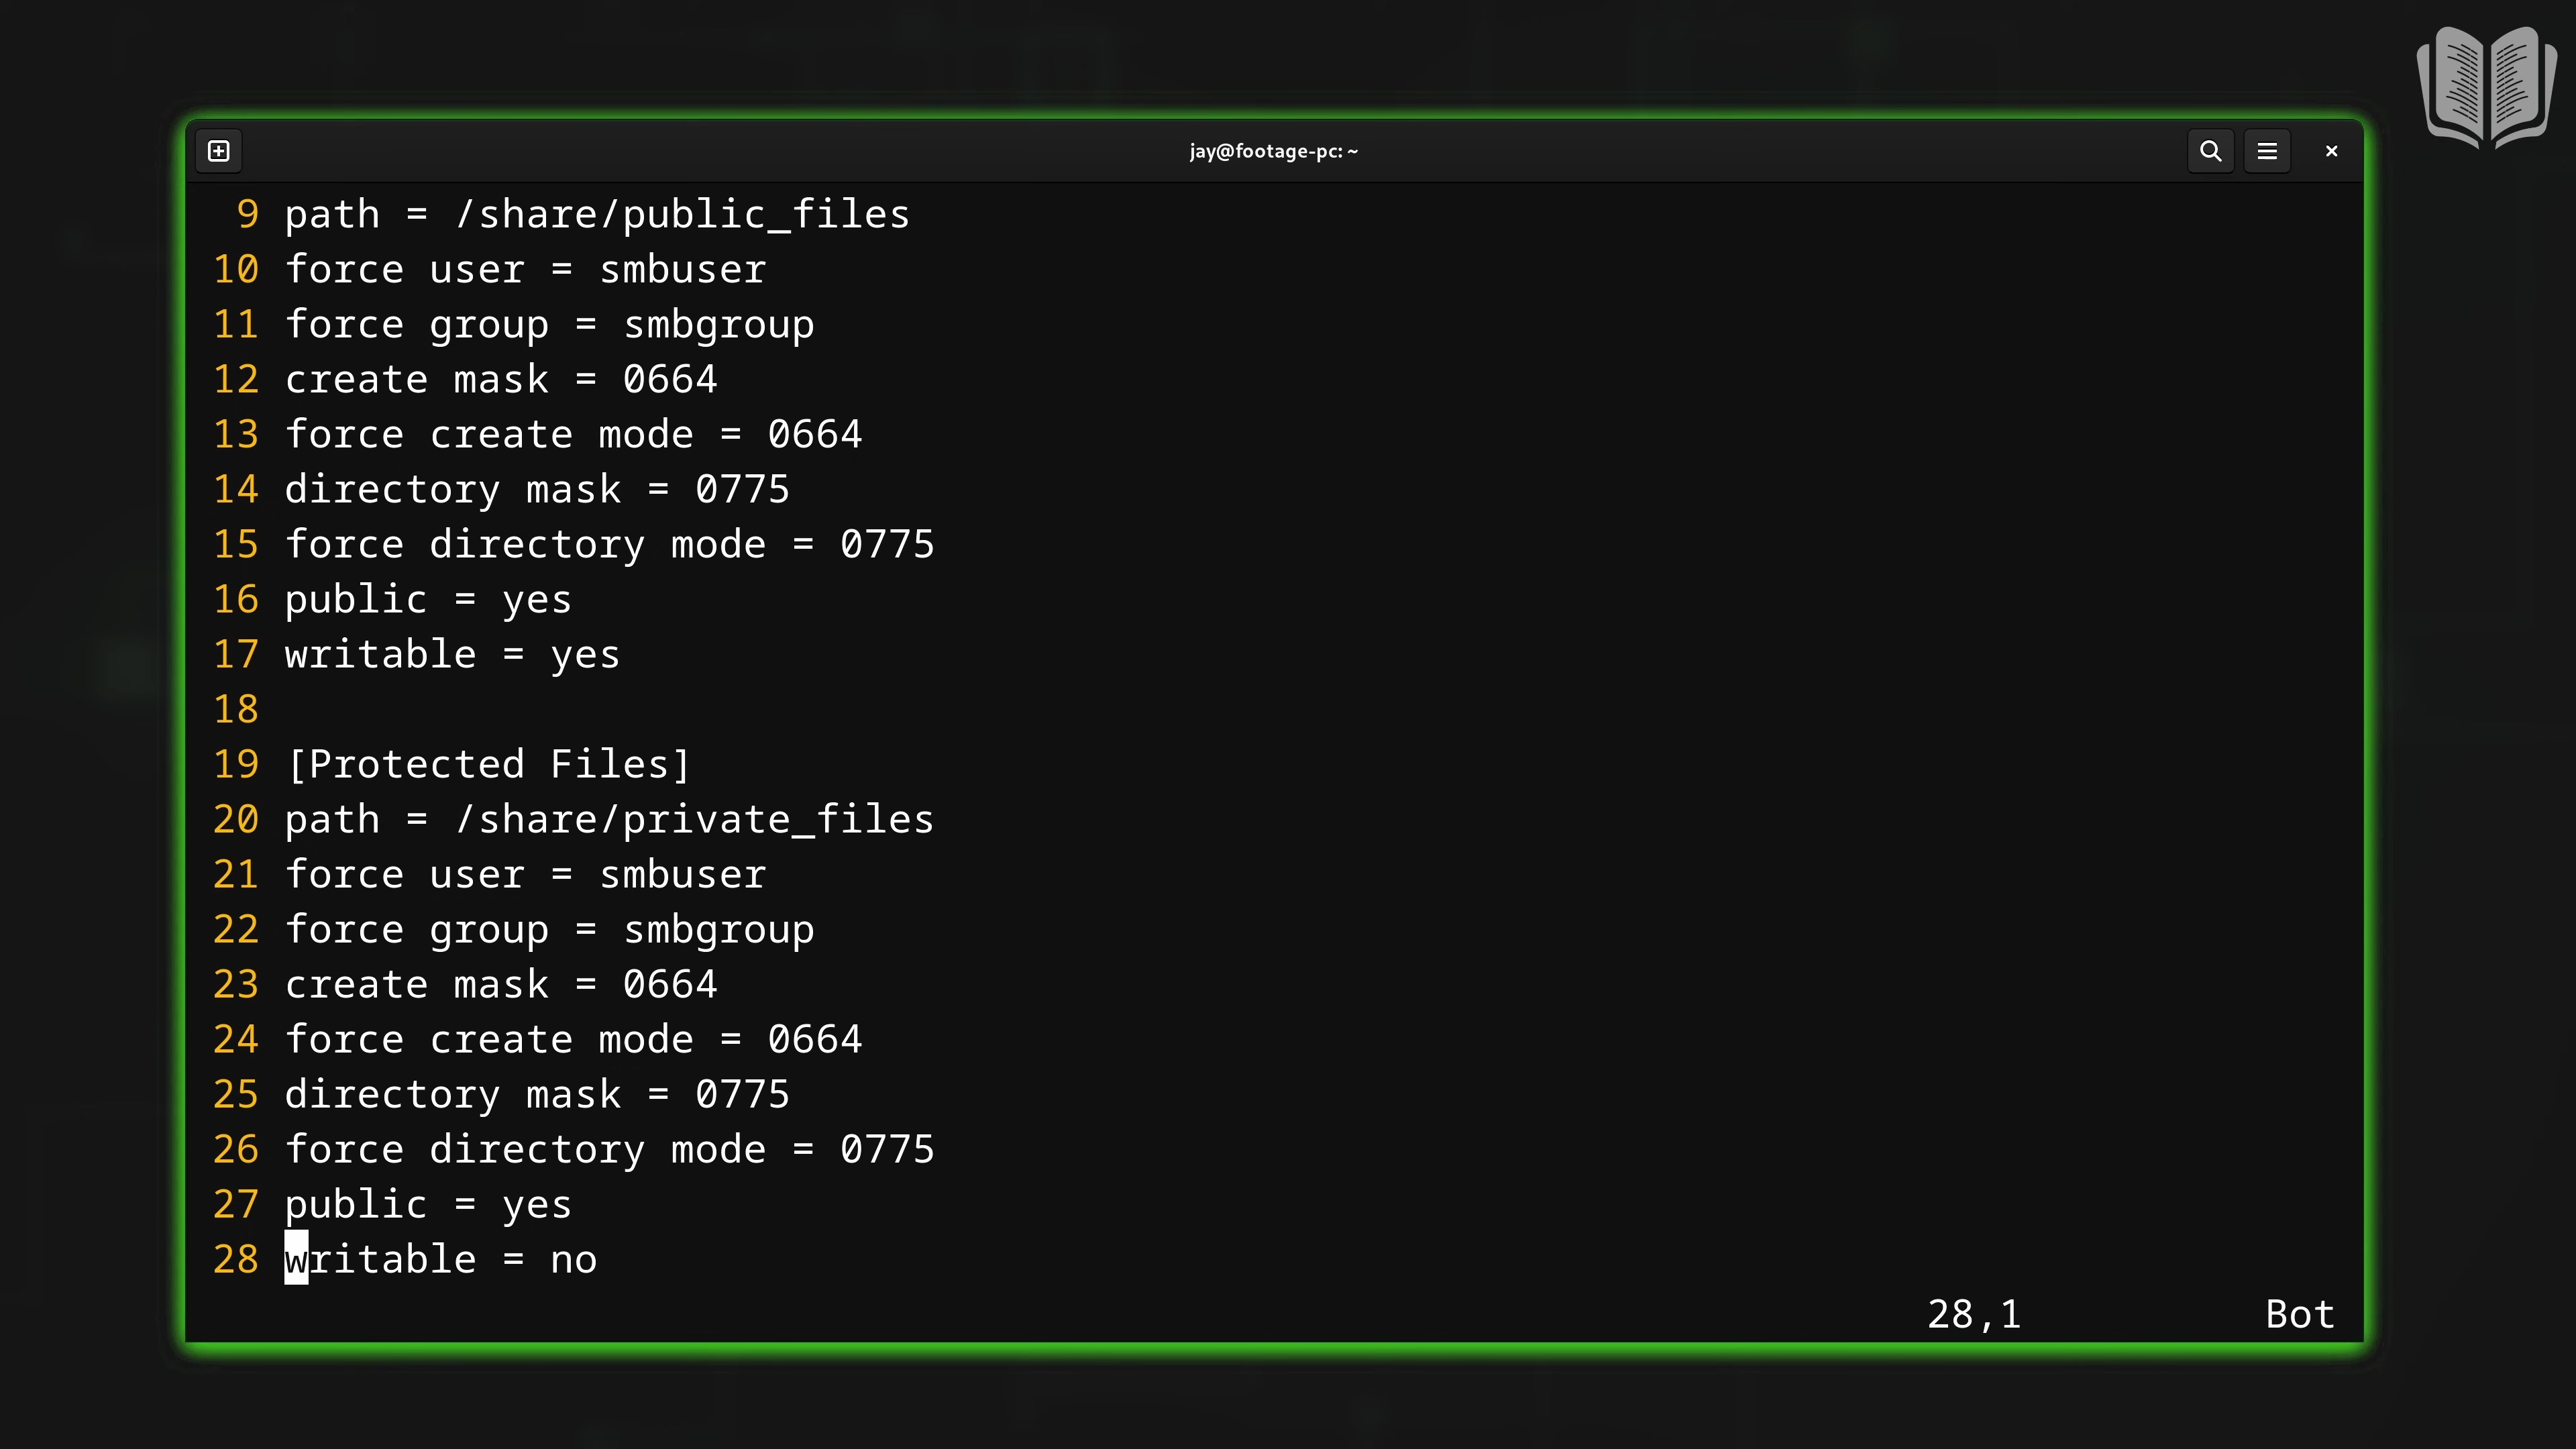 jay@footage-pc: ~
9 path = /share/public_files
10 force user = smbuser
11 force group = smbgroup
12 create mask = 0664
13 force create mode = 0664
14 directory mask = 0775
15 force directory mode = 0775
16 public = yes
17 writable = yes
18
19 [Protected Files]
20 path = /share/private_files
21 force user = smbuser
22 force group = smbgroup
23 create mask = 0664
24 force create mode = 0664
25 directory mask = 0775
26 force directory mode = 0775
27 public = yes
28 writable = no
28,1 Bot